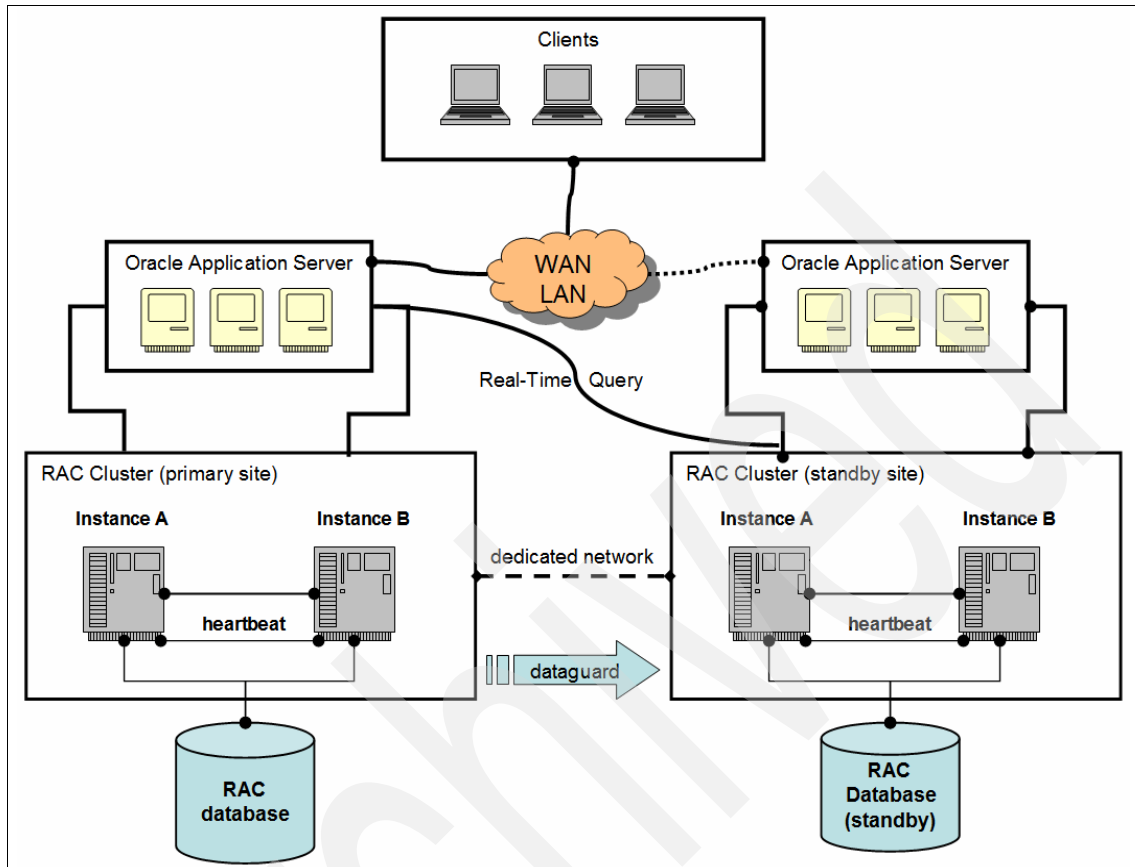 Clients
WAN
LAN
Oracle Application Server
Oracle Application Server
Real-Time Query
RAC Cluster (primary site)
Instance A
Instance B
heartbeat
dedicated network
dataguard
RAC Cluster (standby site)
Instance A
Instance B
heartbeat
RAC
database
RAC
Database
(standby)